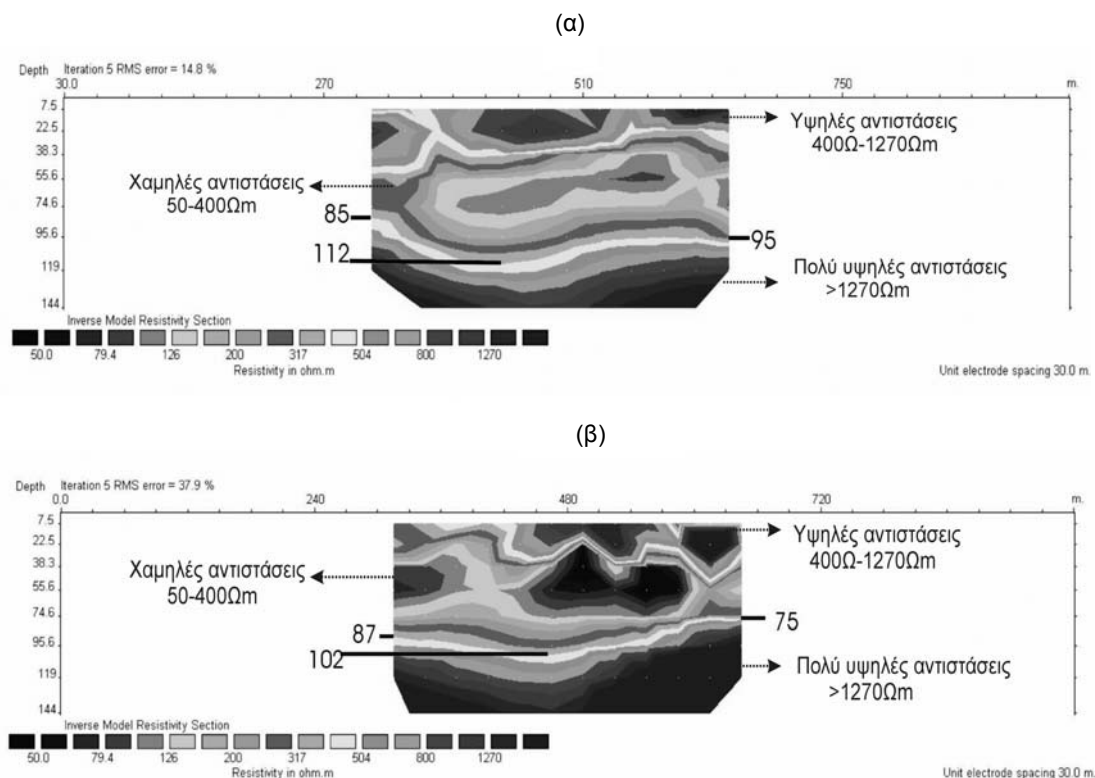 (α)
Depth Iteration 5 RMS error = 14.8 %
30.0 270 510 750 m.
7.5
22.5
38.3
55.6
74.6
95.6
119
144
Υψηλές αντιστάσεις
400Ω-1270Ωm
Χαμηλές αντιστάσεις
50-400Ωm
85
112
95
Πολύ υψηλές αντιστάσεις
>1270Ωm
Inverse Model Resistivity Section
50.0 79.4 126 200 317 504 800 1270
Resistivity in ohm.m
Unit electrode spacing 30.0 m.
(β)
Depth Iteration 5 RMS error = 37.9 %
0.0 240 480 720 m.
7.5
22.5
38.3
55.6
74.6
95.6
119
144
Υψηλές αντιστάσεις
400Ω-1270Ωm
Χαμηλές αντιστάσεις
50-400Ωm
87
102
75
Πολύ υψηλές αντιστάσεις
>1270Ωm
Inverse Model Resistivity Section
50.0 79.4 126 200 317 504 800 1270
Resistivity in ohm.m
Unit electrode spacing 30.0 m.